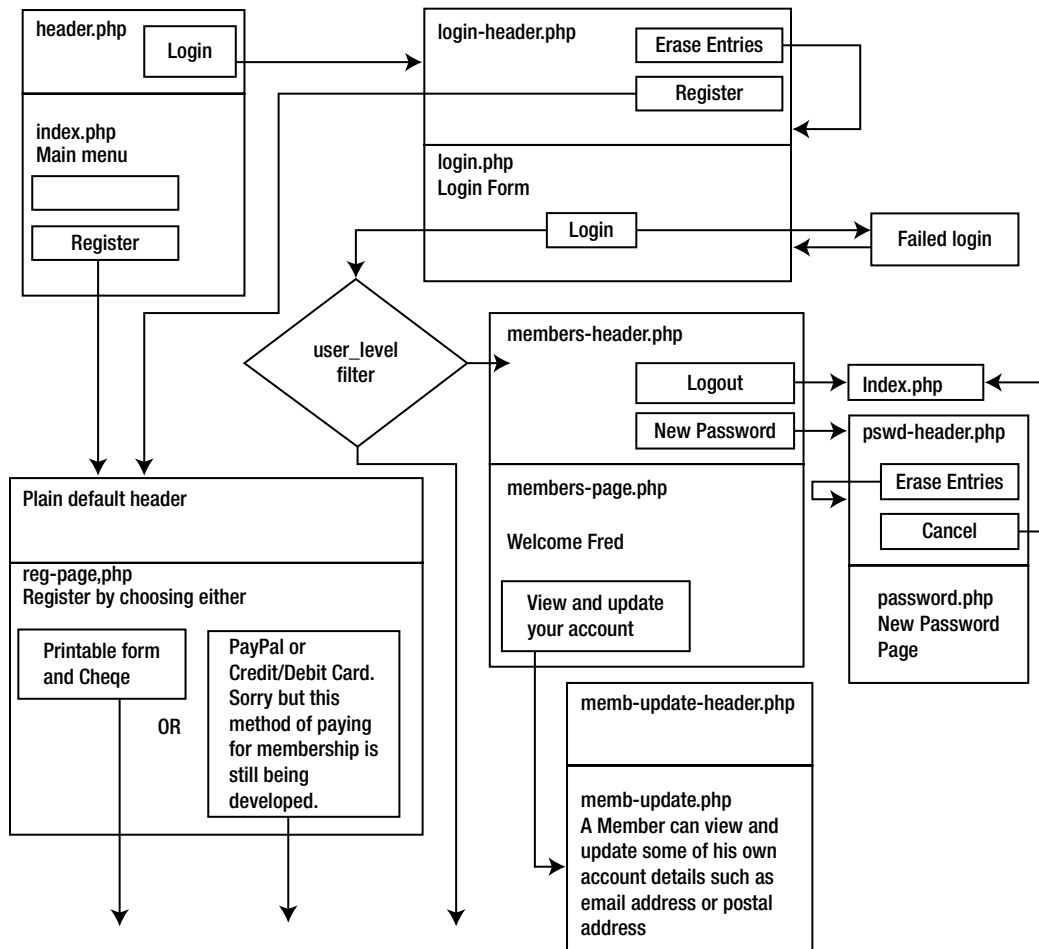 header.php
Login
index.php
Main menu
Register
login-header.php
Erase Entries
Register
login.php
Login Form
Login
Failed login
user_level
filter
members-header.php
Logout
New Password
Index.php
pswd-header.php
Erase Entries
Cancel
password.php
New Password
Page
members-page.php
Welcome Fred
View and update
your account
Plain default header
reg-page,php
Register by choosing either
Printable form
and Cheqe
OR
PayPal or
Credit/Debit Card.
Sorry but this
method of paying
for membership is
still being
developed.
memb-update-header.php
memb-update.php
A Member can view and
update some of his own
account details such as
email address or postal
address